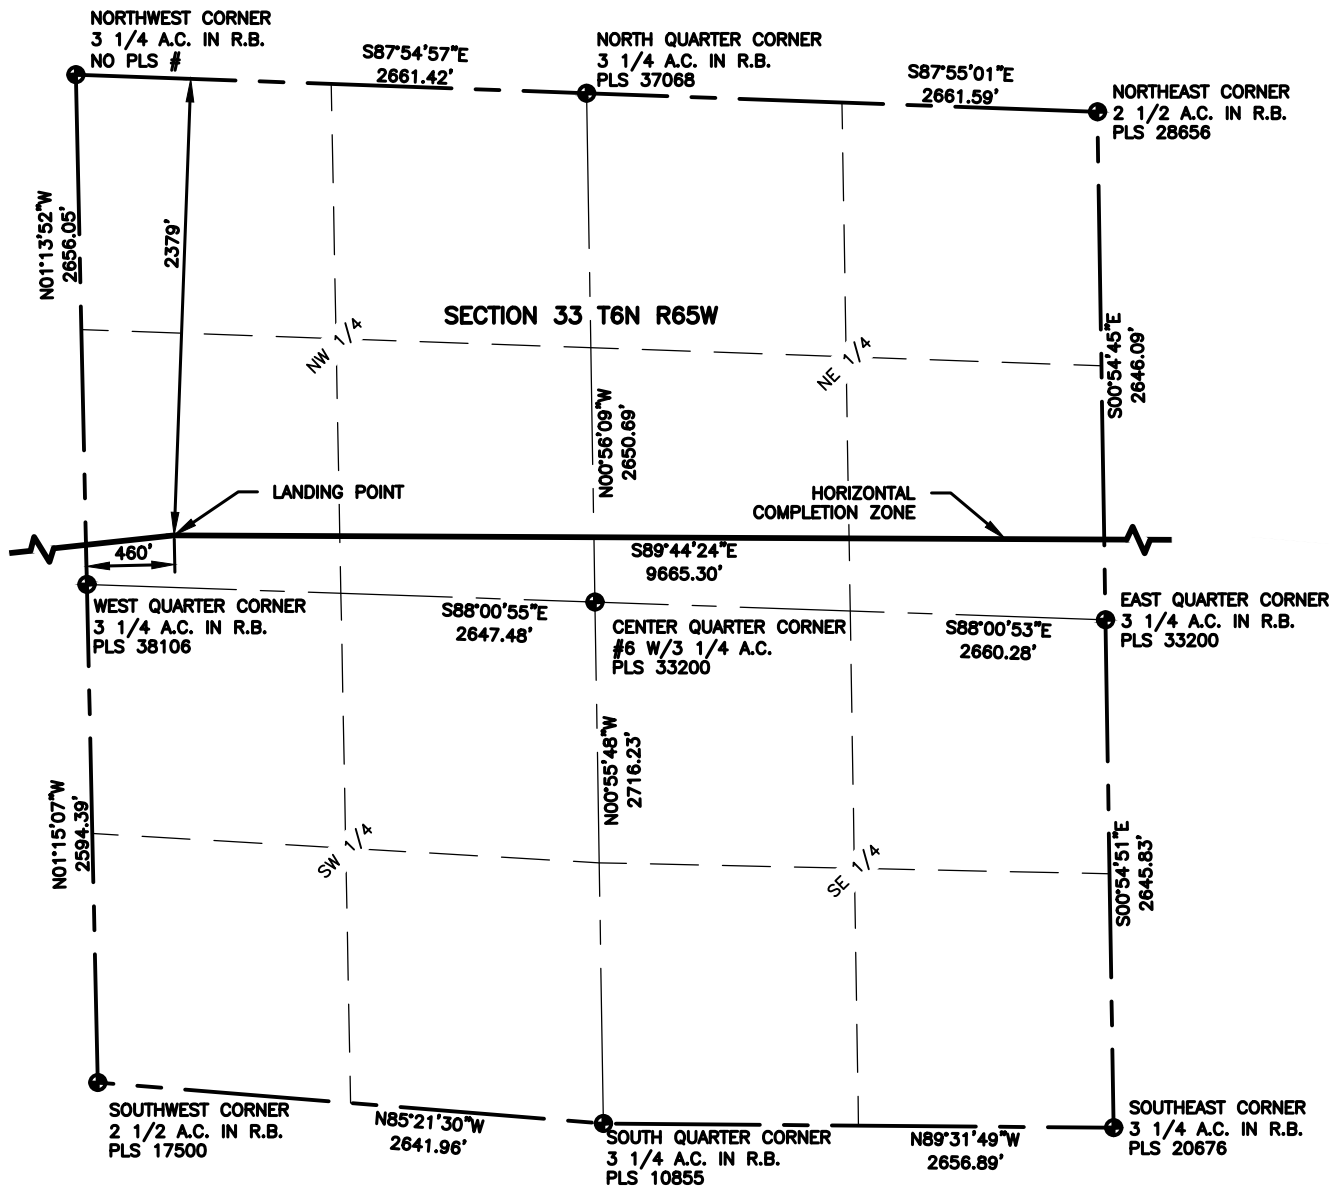 NORTHWEST CORNER
3 1/4 A.C. IN R.B.
NO PLS #
S87°54'57"E
2661.42'
NORTH QUARTER CORNER
3 1/4 A.C. IN R.B.
PLS 37068
S87°55'01"E
2661.59'
NORTHEAST CORNER
2 1/2 A.C. IN R.B.
PLS 28656
N01°13'52"W
2656.05'
2379'
SECTION 33 T6N R65W
NW 1/4
NE 1/4
S00°54'45"E
2646.09'
N00°56'09"W
2650.69'
LANDING POINT
HORIZONTAL
COMPLETION ZONE
460'
S89°44'24"E
9665.30'
WEST QUARTER CORNER
3 1/4 A.C. IN R.B.
PLS 38106
S88°00'55"E
2647.48'
CENTER QUARTER CORNER
#6 W/3 1/4 A.C.
PLS 33200
S88°00'53"E
2660.28'
EAST QUARTER CORNER
3 1/4 A.C. IN R.B.
PLS 33200
N00°55'48"W
2716.23'
N01°15'07"W
2594.39'
SW 1/4
SE 1/4
S00°54'51"E
2645.83'
SOUTHWEST CORNER
2 1/2 A.C. IN R.B.
PLS 17500
N85°21'30"W
2641.96'
SOUTH QUARTER CORNER
3 1/4 A.C. IN R.B.
PLS 10855
N89°31'49"W
2656.89'
SOUTHEAST CORNER
3 1/4 A.C. IN R.B.
PLS 20676